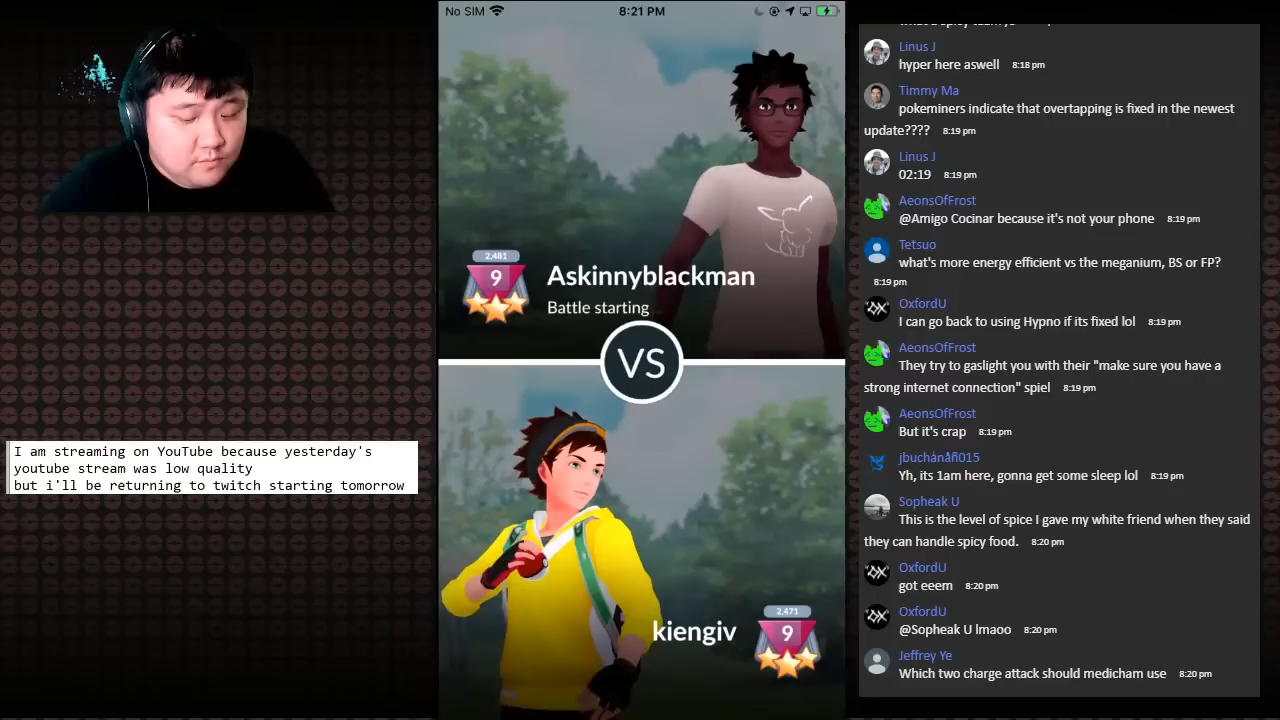 No SIM
8:21 PM
2,481
9
Askinnyblackman
Battle starting
VS
kiengiv
2,471
9
I am streaming on YouTube because yesterday's
youtube stream was low quality
but i'll be returning to twitch starting tomorrow
Linus J
hyper here aswell 8:18 pm
Timmy Ma
pokeminers indicate that overtapping is fixed in the newest
update???? 8:19 pm
Linus J
02:19 8:19 pm
AeonsOfFrost
@Amigo Cocinar because it's not your phone 8:19 pm
Tetsuo
what's more energy efficient vs the meganium, BS or FP?
8:19 pm
OxfordU
I can go back to using Hypno if its fixed lol 8:19 pm
AeonsOfFrost
They try to gaslight you with their "make sure you have a
strong internet connection" spiel 8:19 pm
AeonsOfFrost
But it's crap 8:19 pm
jbuchánåñ015
Yh, its 1am here, gonna get some sleep lol 8:19 pm
Sopheak U
This is the level of spice I gave my white friend when they said
they can handle spicy food. 8:20 pm
OxfordU
got eeem 8:20 pm
OxfordU
@Sopheak U lmaoo 8:20 pm
Jeffrey Ye
Which two charge attack should medicham use 8:20 pm